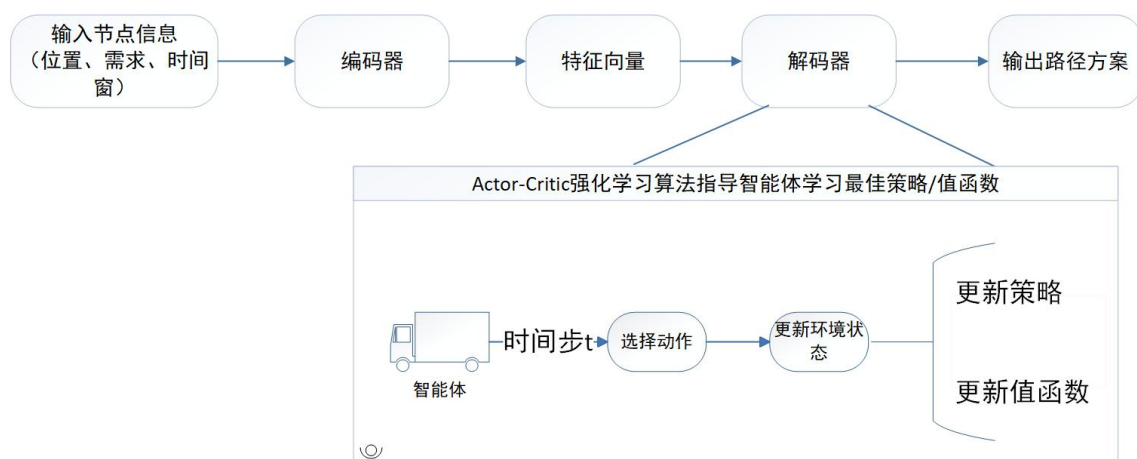 输入节点信息
（位置、需求、时间
窗）
编码器
特征向量
解码器
输出路径方案
Actor-Critic强化学习算法指导智能体学习最佳策略/值函数
智能体
时间步t
选择动作
更新环境状
态
更新策略
更新值函数